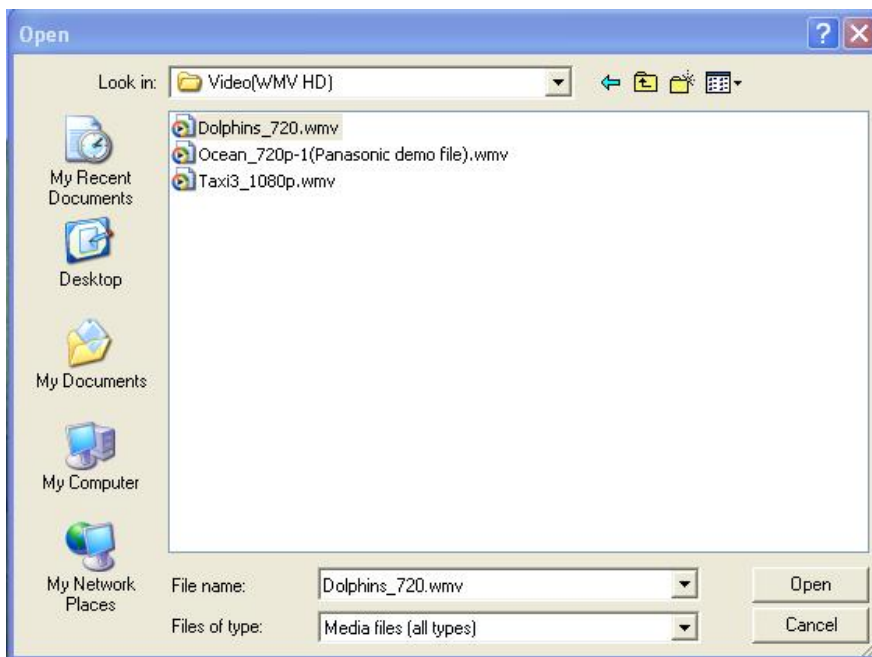 Open
Look in: Video(WMV HD)
Dolphins_720.wmv
Ocean_720p-1(Panasonic demo file).wmv
Taxi3_1080p.wmv
My Recent
Documents
Desktop
My Documents
My Computer
My Network
Places
File name: Dolphins_720.wmv Open
Files of type: Media files (all types) Cancel